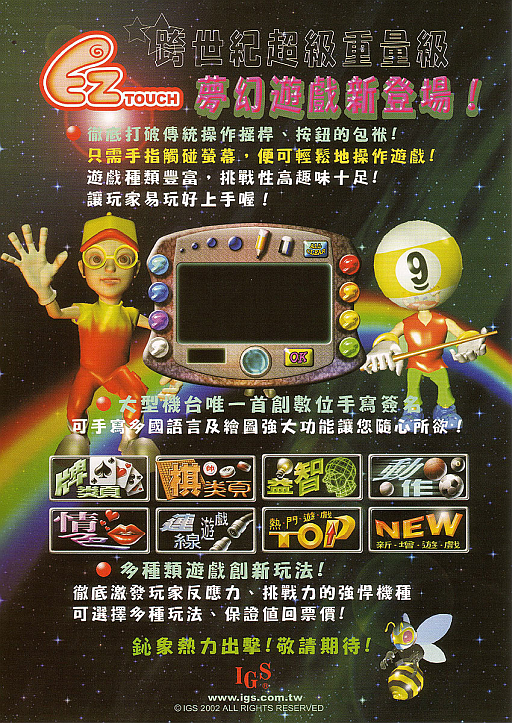 EZ TOUCH
跨世紀超級重量級
夢幻遊戲新登場！
徹底打破傳統操作搖桿、按鈕的包袱！
只需手指觸碰螢幕，便可輕鬆地操作遊戲！
遊戲種類豐富，挑戰性高趣味十足！
讓玩家易玩好上手喔！
ALL CLEAR
OK
9
大型機台唯一首創數位手寫簽名
可手寫多國語言及繪圖強大功能讓您隨心所欲！
牌類 棋類 益智 動作
情色 連線遊戲 熱·門·遊·戲 TOP NEW 新·增·遊·戲
多種類遊戲創新玩法！
徹底激發玩家反應力、挑戰力的強悍機種
可選擇多種玩法、保證值回票價！
鈊象熱力出擊！敬請期待！
IGS
www.igs.com.tw
© IGS 2002 ALL RIGHTS RESERVED